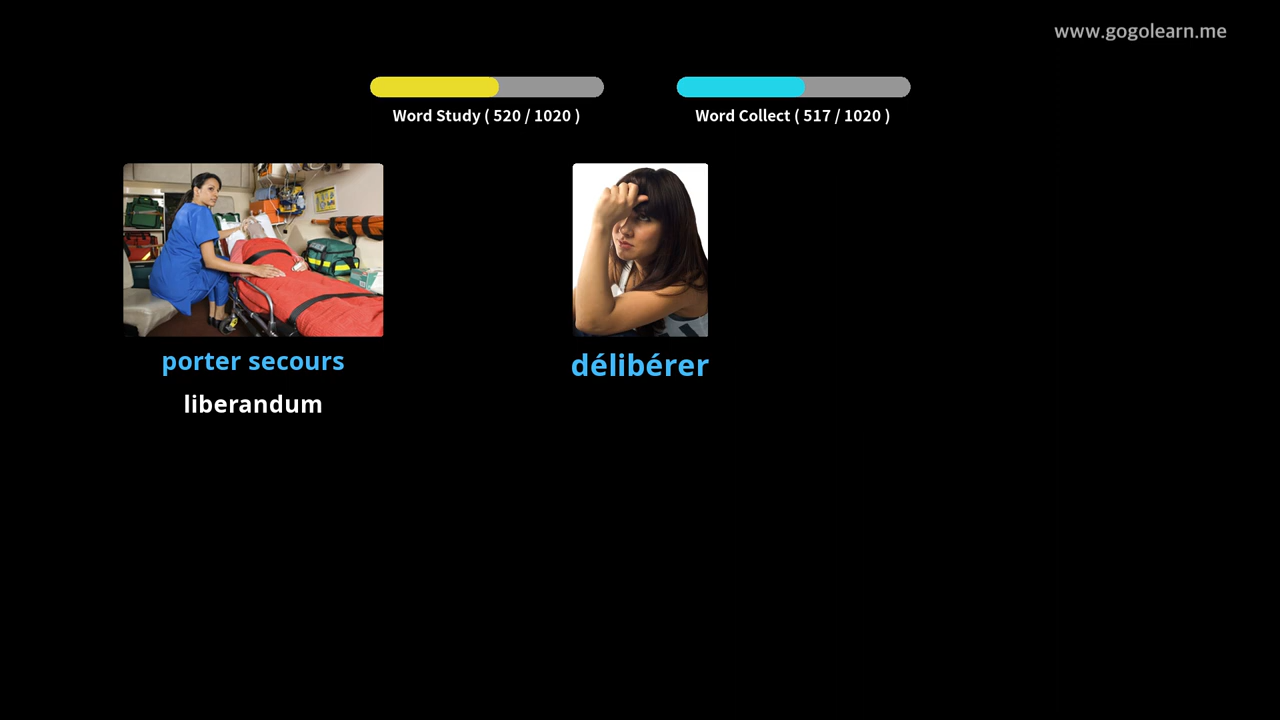 www.gogolearn.me
Word Study ( 520 / 1020 )
Word Collect ( 517 / 1020 )
porter secours
liberandum
délibérer